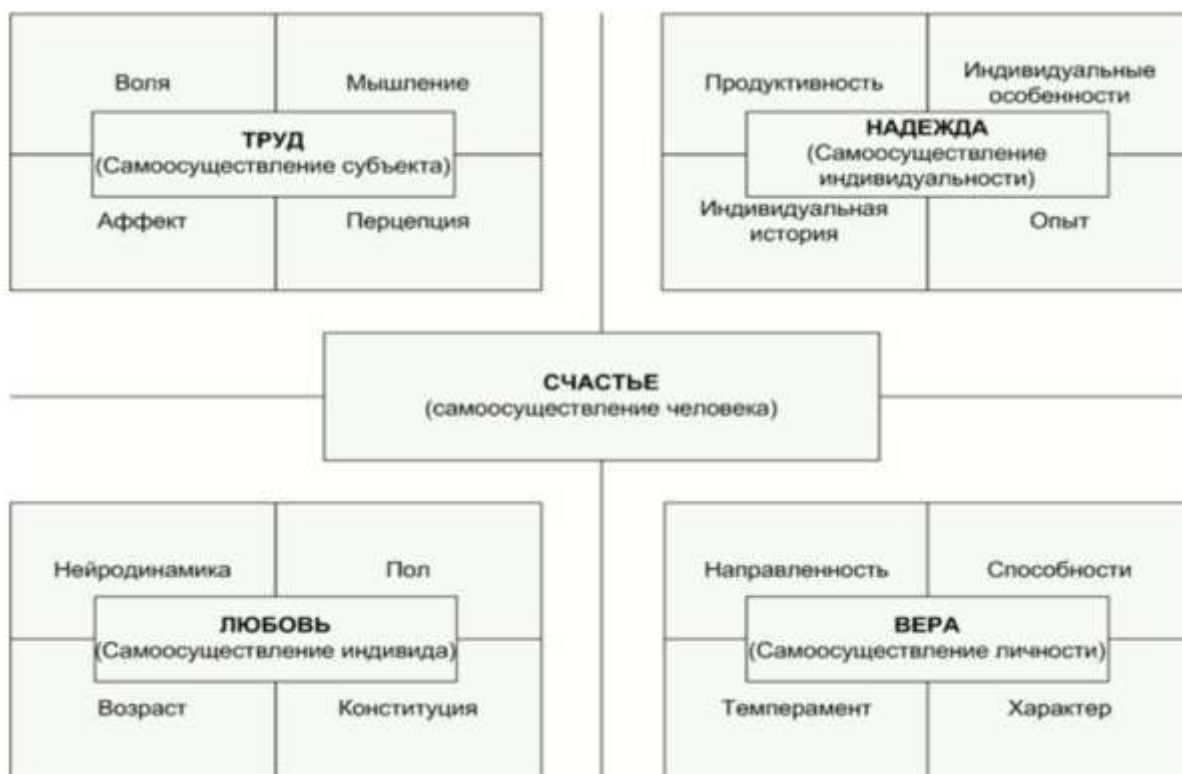 Воля
Мышление
ТРУД
(Самоосуществление субъекта)
Аффект
Перцепция
Продуктивность
Индивидуальные
особенности
НАДЕЖДА
(Самоосуществление
индивидуальности)
Индивидуальная
история
Опыт
СЧАСТЬЕ
(самоосуществление человека)
Нейродинамика
Пол
ЛЮБОВЬ
(Самоосуществление индивида)
Возраст
Конституция
Направленность
Способности
ВЕРА
(Самоосуществление личности)
Темперамент
Характер